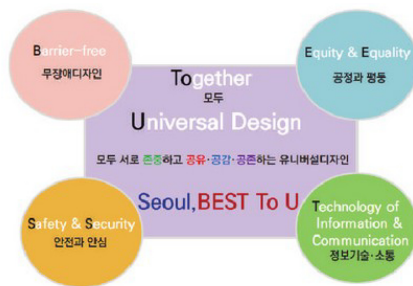 Barrier-free
무장애디자인
Equity & Equality
공정과 평등
Together
모두
Universal Design
모두 서로 존중하고 공유·공감·공존하는 유니버설디자인
Seoul,BEST To U
Safety & Security
안전과 안심
Technology of
Information &
Communication
정보기술·소통